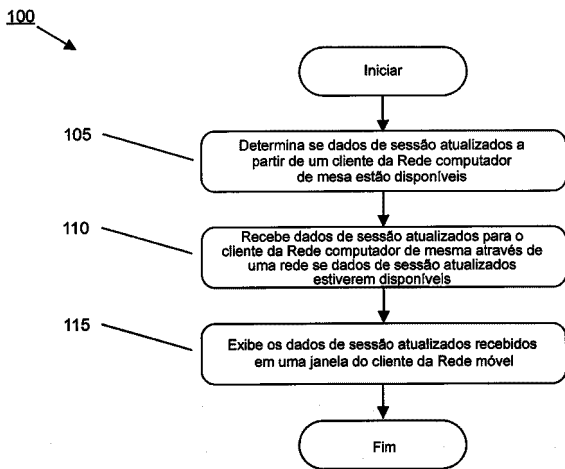 100
Iniciar
105
Determina se dados de sessão atualizados a
partir de um cliente da Rede computador
de mesa estão disponíveis
110
Recebe dados de sessão atualizados para o
cliente da Rede computador de mesma através de
uma rede se dados de sessão atualizados
estiverem disponíveis
115
Exibe os dados de sessão atualizados recebidos
em uma janela do cliente da Rede móvel
Fim